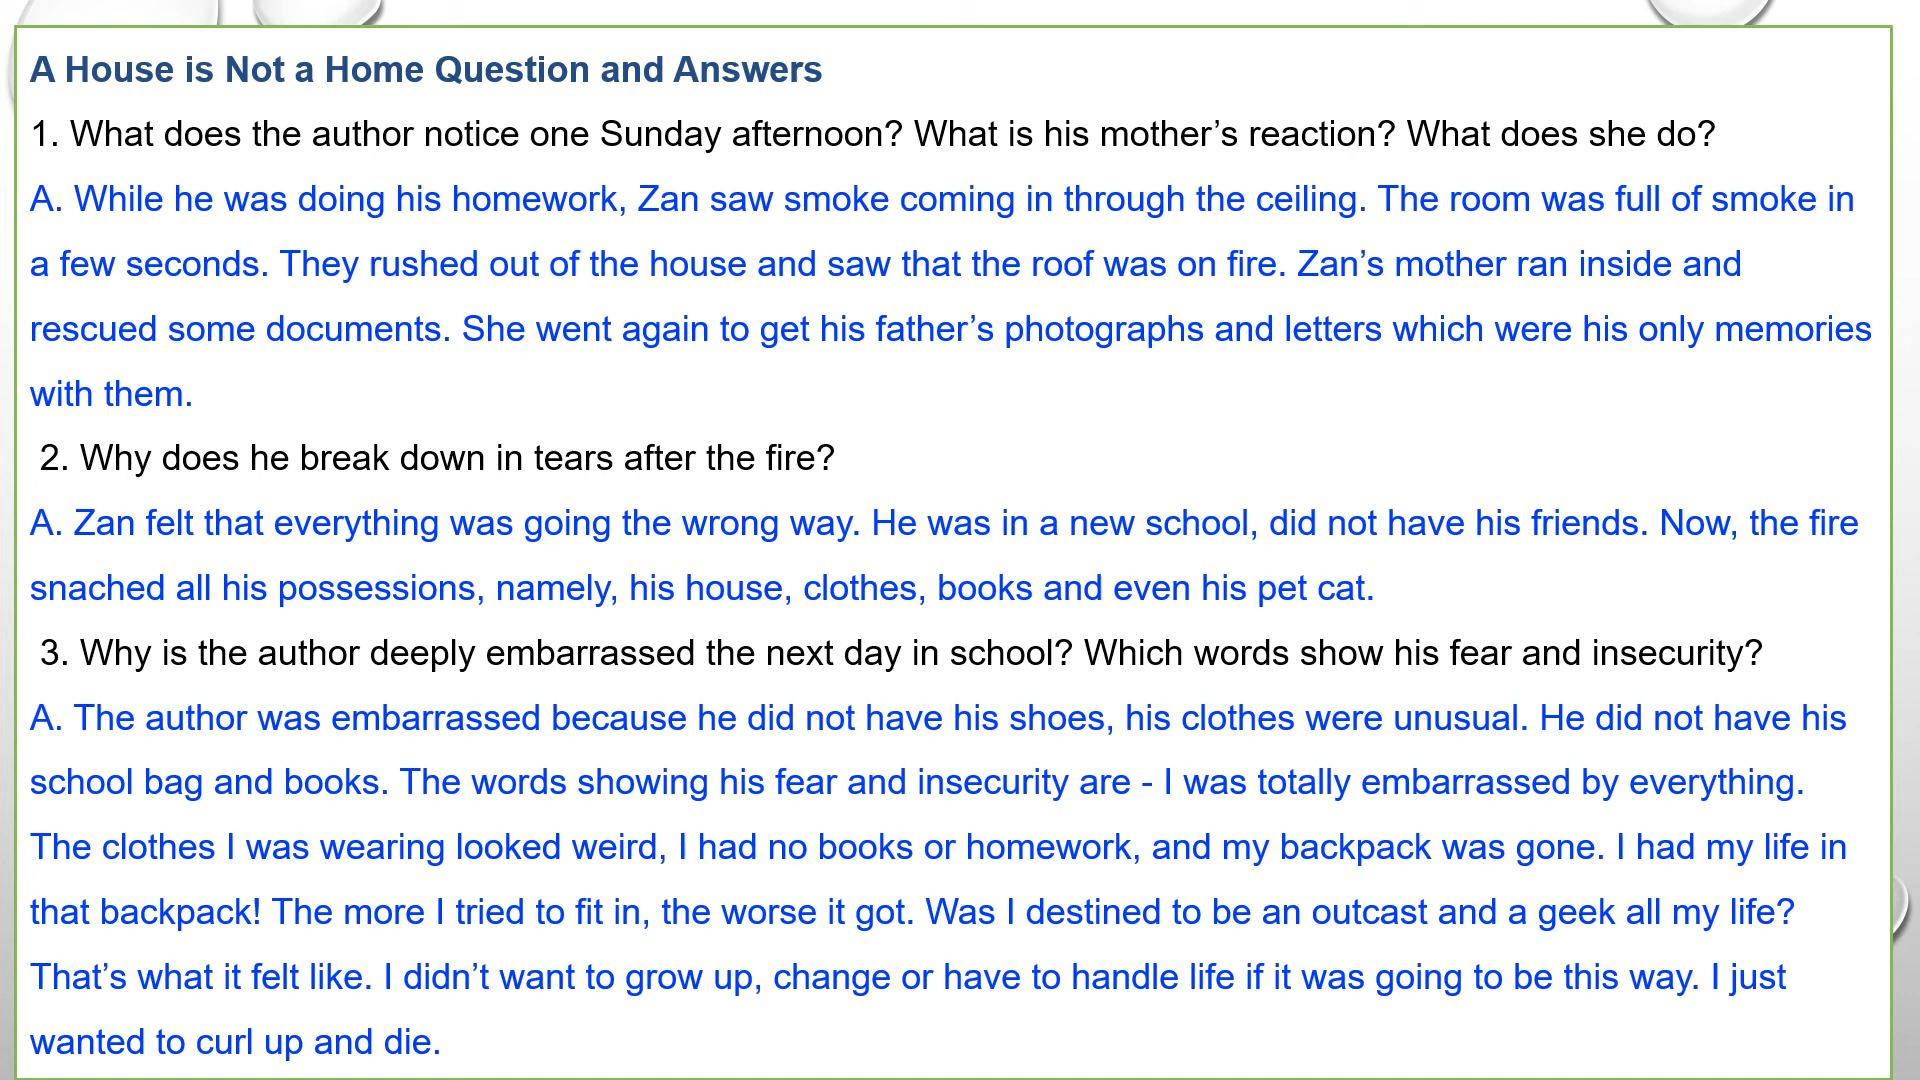 A House is Not a Home Question and Answers
1. What does the author notice one Sunday afternoon? What is his mother’s reaction? What does she do?
A. While he was doing his homework, Zan saw smoke coming in through the ceiling. The room was full of smoke in
a few seconds. They rushed out of the house and saw that the roof was on fire. Zan’s mother ran inside and
rescued some documents. She went again to get his father’s photographs and letters which were his only memories
with them.
2. Why does he break down in tears after the fire?
A. Zan felt that everything was going the wrong way. He was in a new school, did not have his friends. Now, the fire
snached all his possessions, namely, his house, clothes, books and even his pet cat.
3. Why is the author deeply embarrassed the next day in school? Which words show his fear and insecurity?
A. The author was embarrassed because he did not have his shoes, his clothes were unusual. He did not have his
school bag and books. The words showing his fear and insecurity are - I was totally embarrassed by everything.
The clothes I was wearing looked weird, I had no books or homework, and my backpack was gone. I had my life in
that backpack! The more I tried to fit in, the worse it got. Was I destined to be an outcast and a geek all my life?
That’s what it felt like. I didn’t want to grow up, change or have to handle life if it was going to be this way. I just
wanted to curl up and die.